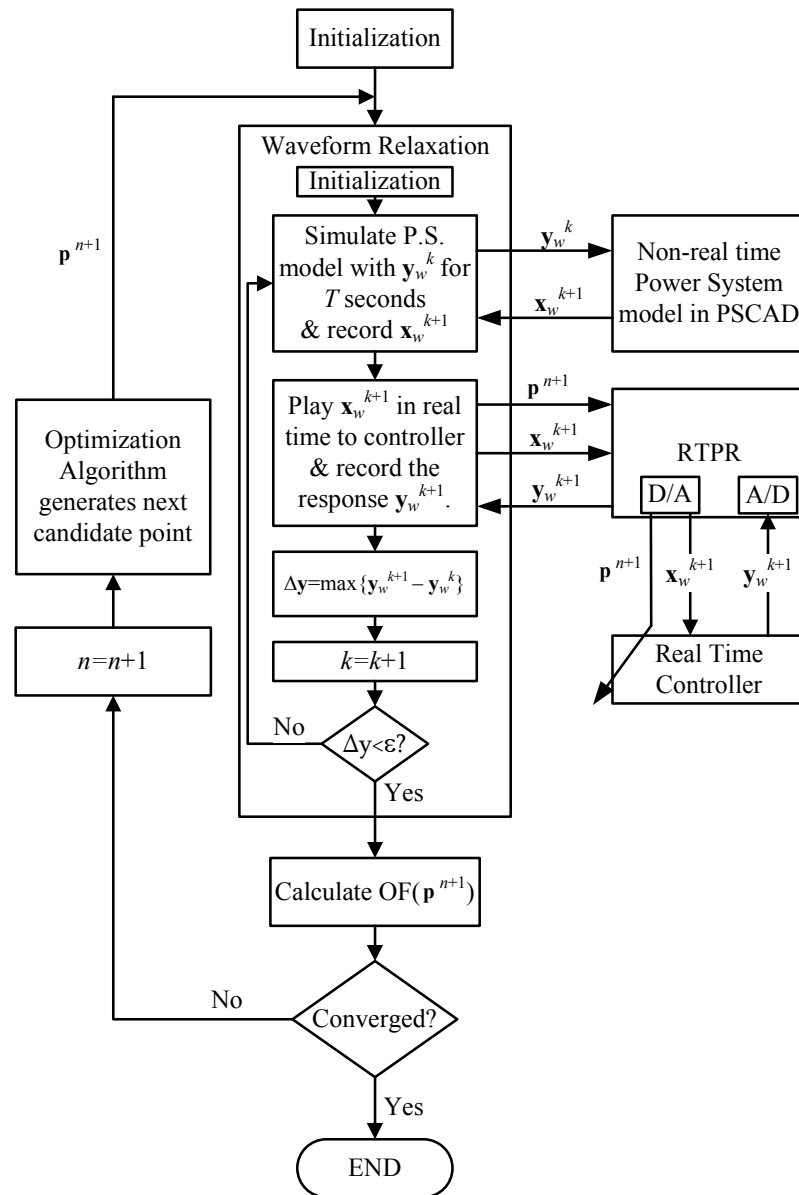 Initialization
Waveform Relaxation
Initialization
Simulate P.S.
model with y_w^k for
T seconds
& record x_w^{k+1}
y_w^k
x_w^{k+1}
Non-real time
Power System
model in PSCAD
Play x_w^{k+1} in real
time to controller
& record the
response y_w^{k+1}.
p^{n+1}
x_w^{k+1}
y_w^{k+1}
RTPR
D/A
A/D
p^{n+1}
x_w^{k+1}
y_w^{k+1}
Real Time
Controller
Δy=max{y_w^{k+1} – y_w^k}
k=k+1
Δy<ε?
No
Yes
Calculate OF(p^{n+1})
Converged?
No
Yes
END
n=n+1
Optimization
Algorithm
generates next
candidate point
p^{n+1}